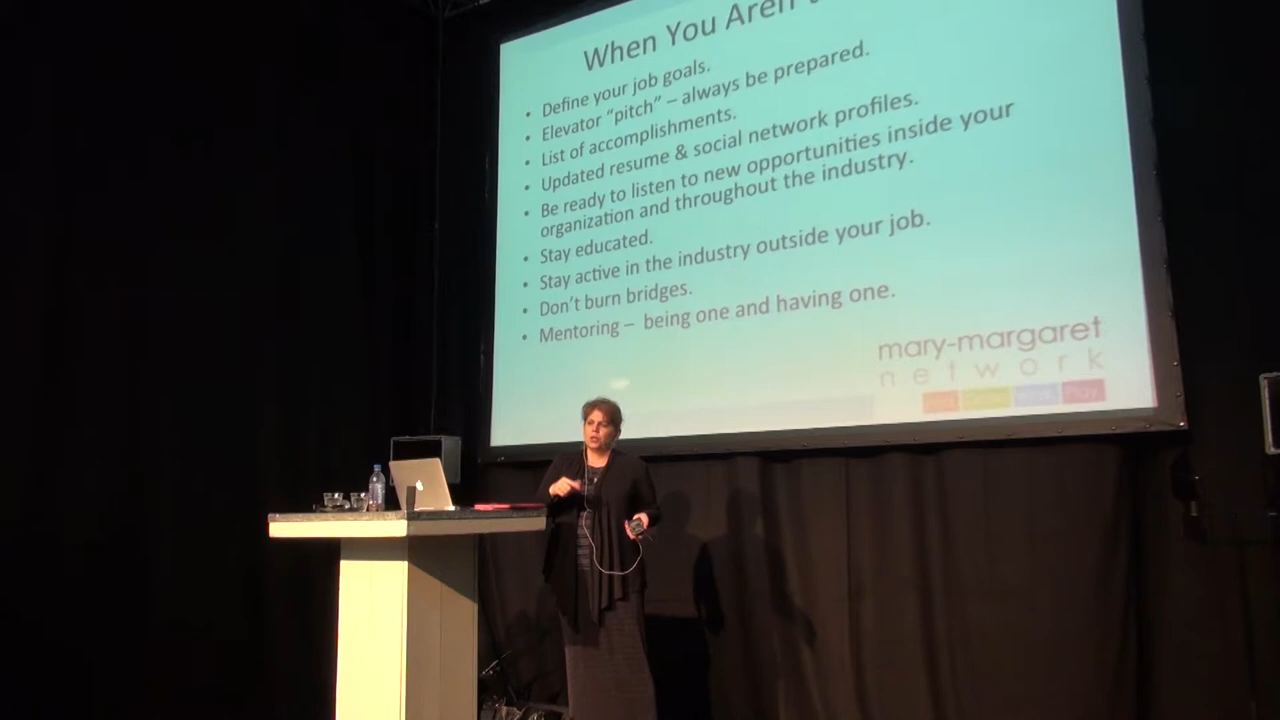 When You Aren't
• Define your job goals.
• Elevator “pitch” – always be prepared.
• List of accomplishments.
• Updated resume & social network profiles.
• Be ready to listen to new opportunities inside your
organization and throughout the industry.
• Stay educated.
• Stay active in the industry outside your job.
• Don’t burn bridges.
• Mentoring – being one and having one.
mary-margaret
network
Play